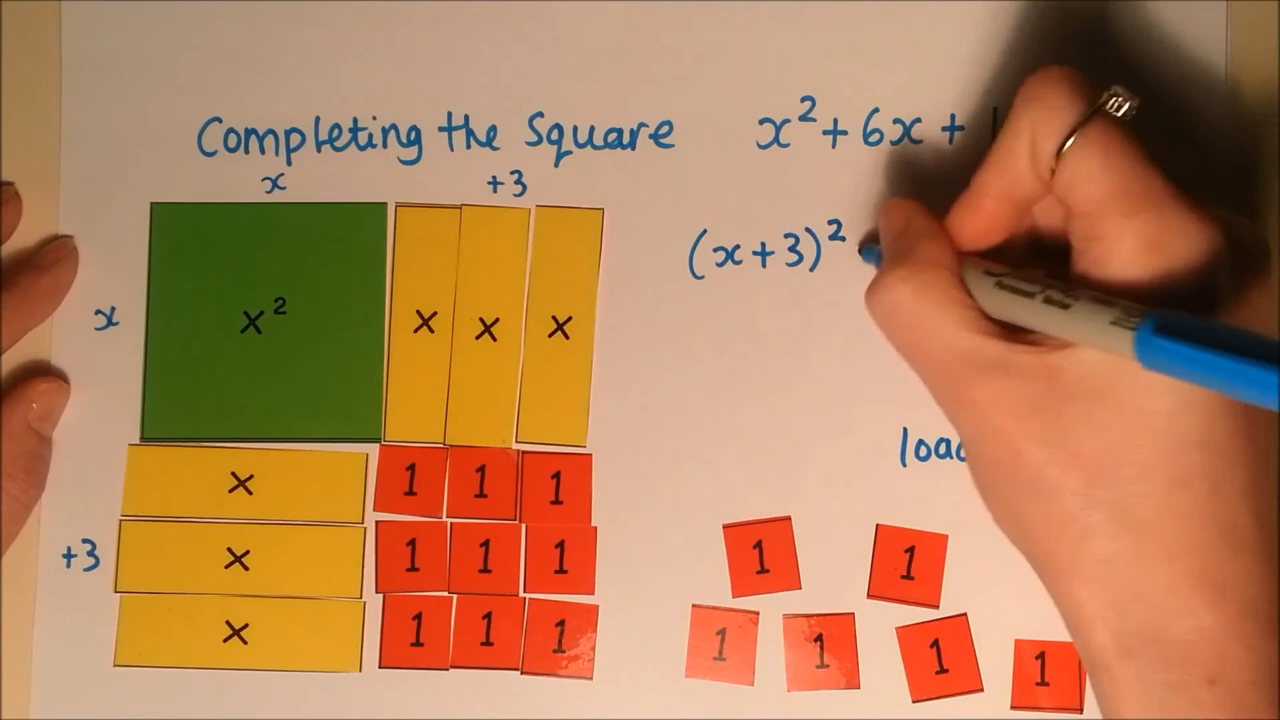 Completing the Square x² + 6x +
x +3
(x+3)²
x
x² x x x
x 1 1 1
+3 x 1 1 1
x 1 1 1
1 1
1 1 1 1